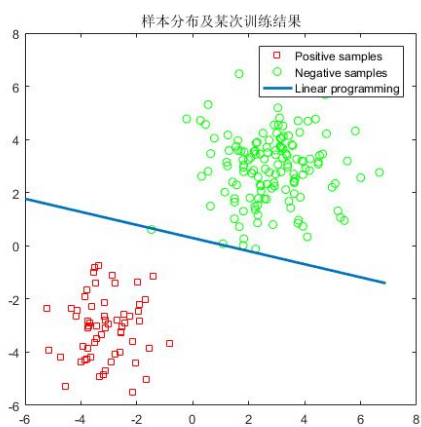 样本分布及某次训练结果
Positive samples
Negative samples
Linear programming
8
6
4
2
0
-2
-4
-6
-6 -4 -2 0 2 4 6 8